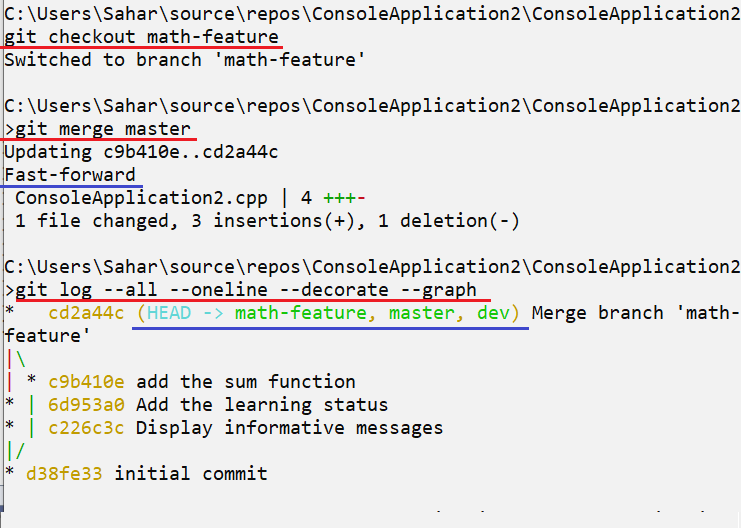 C:\Users\Sahar\source\repos\ConsoleApplication2\ConsoleApplication2
git checkout math-feature
Switched to branch 'math-feature'
C:\Users\Sahar\source\repos\ConsoleApplication2\ConsoleApplication2
>git merge master
Updating c9b410e..cd2a44c
Fast-forward
 ConsoleApplication2.cpp | 4 +++-
 1 file changed, 3 insertions(+), 1 deletion(-)
C:\Users\Sahar\source\repos\ConsoleApplication2\ConsoleApplication2
>git log --all --oneline --decorate --graph
*   cd2a44c (HEAD -> math-feature, master, dev) Merge branch 'math-
feature'
|\
| * c9b410e add the sum function
* | 6d953a0 Add the learning status
* | c226c3c Display informative messages
|/
* d38fe33 initial commit